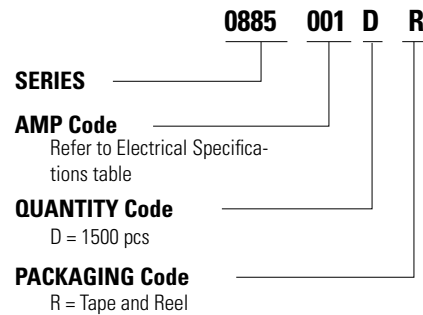 0885 001 D R
SERIES
AMP Code
Refer to Electrical Specifica-
tions table
QUANTITY Code
D = 1500 pcs
PACKAGING Code
R = Tape and Reel